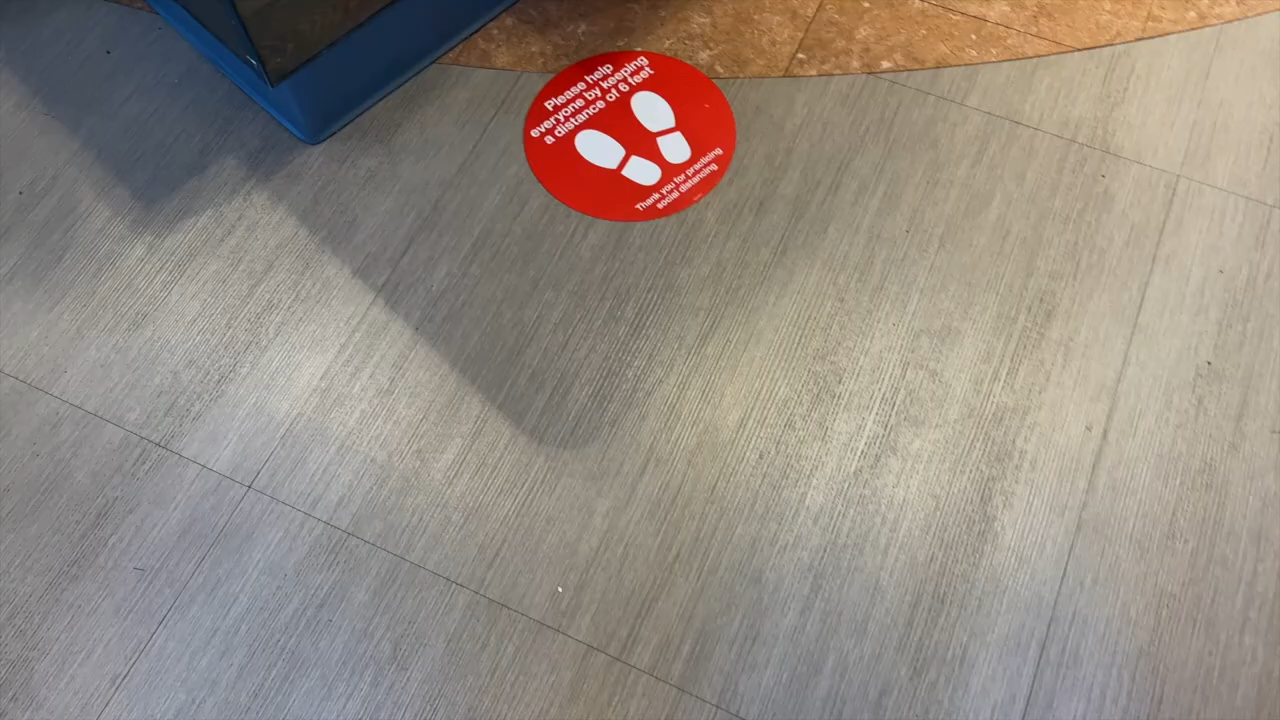 Please help
everyone by keeping
a distance of 6 feet
Thank you for practicing
social distancing